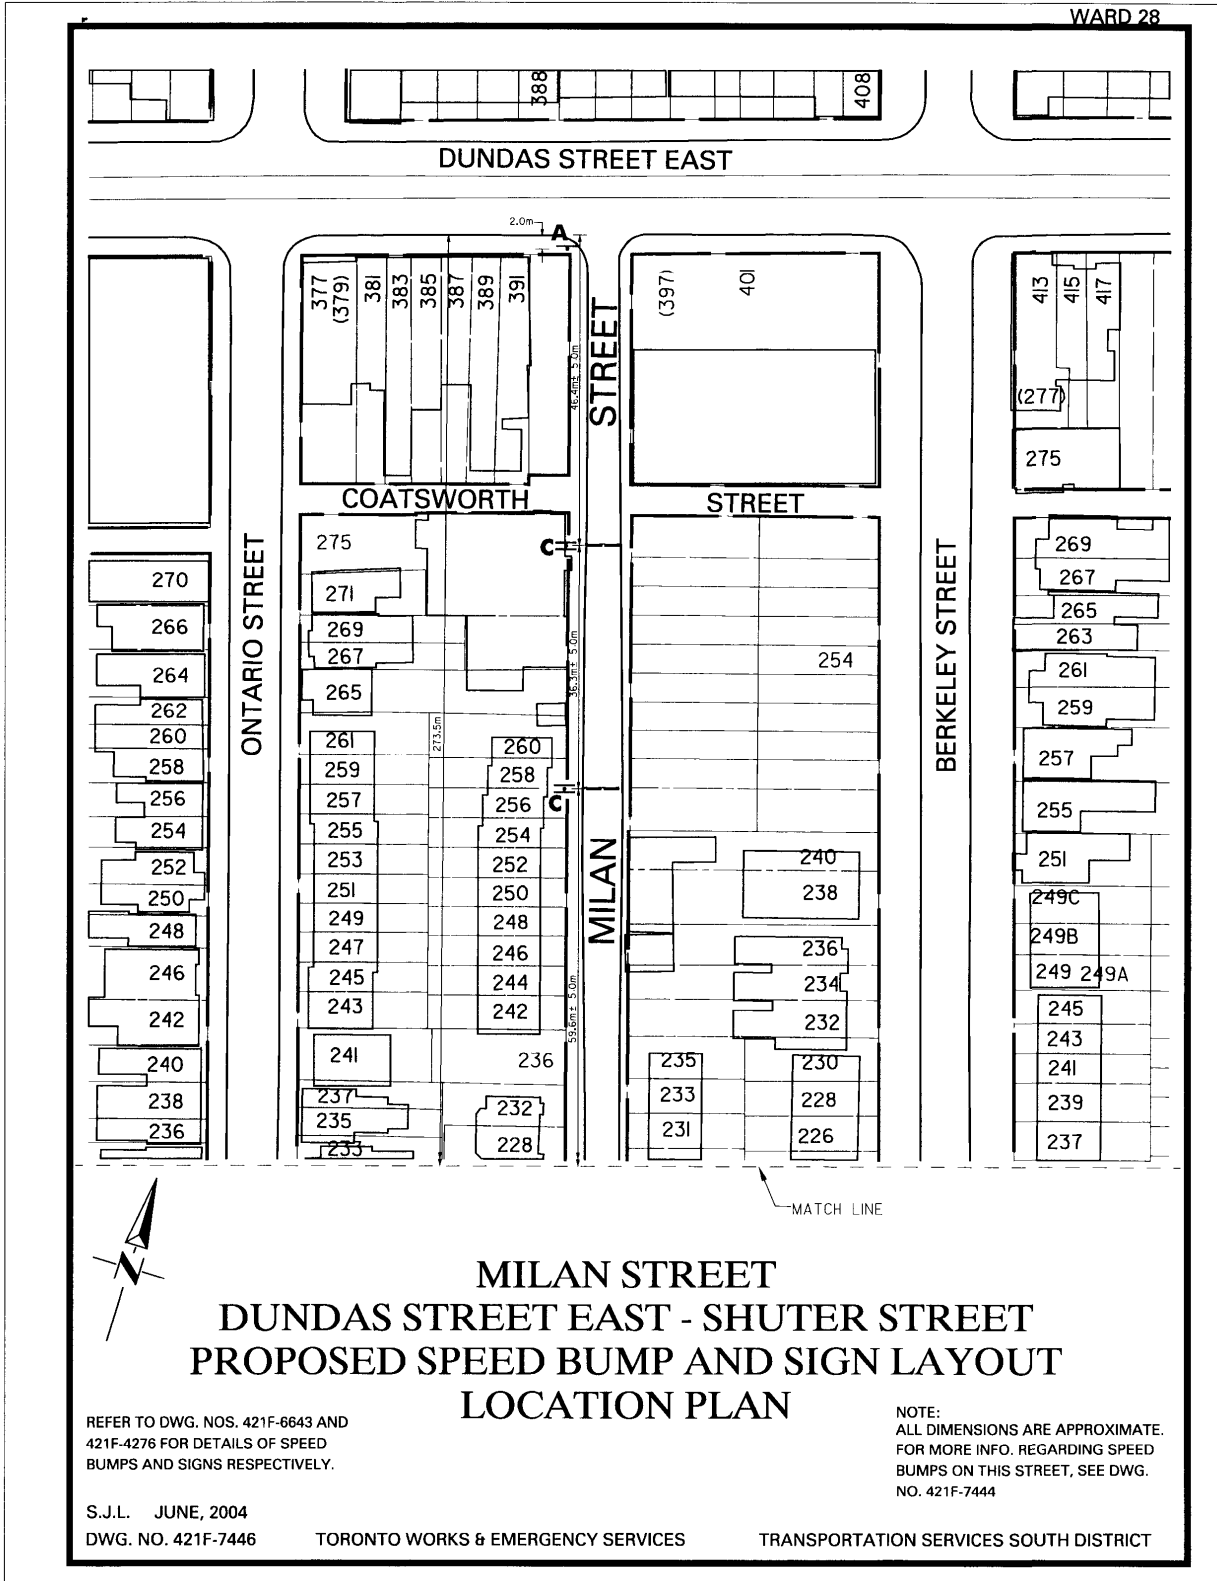 WARD 28
388
408
DUNDAS STREET EAST
2.0m
A
377
(379)
381
383
385
387
389
391
(397)
401
413
415
417
STREET
46.4m± 5.0m
(277)
275
COATSWORTH
STREET
275
C
271
269
267
265
ONTARIO STREET
270
266
264
262
260
258
256
254
252
250
248
246
242
240
238
236
36.3m± 5.0m
254
BERKELEY STREET
269
267
265
263
261
259
257
255
251
249C
249B
249 249A
245
243
241
239
237
273.5m
261
259
257
255
253
251
249
247
245
243
241
237
235
233
260
258
256
254
252
250
248
246
244
242
236
232
228
C
MILAN
59.6m± 5.0m
240
238
236
234
232
230
228
226
235
233
231
MATCH LINE
N
MILAN STREET
DUNDAS STREET EAST - SHUTER STREET
PROPOSED SPEED BUMP AND SIGN LAYOUT
LOCATION PLAN
REFER TO DWG. NOS. 421F-6643 AND
421F-4276 FOR DETAILS OF SPEED
BUMPS AND SIGNS RESPECTIVELY.
NOTE:
ALL DIMENSIONS ARE APPROXIMATE.
FOR MORE INFO. REGARDING SPEED
BUMPS ON THIS STREET, SEE DWG.
NO. 421F-7444
S.J.L. JUNE, 2004
DWG. NO. 421F-7446
TORONTO WORKS & EMERGENCY SERVICES
TRANSPORTATION SERVICES SOUTH DISTRICT